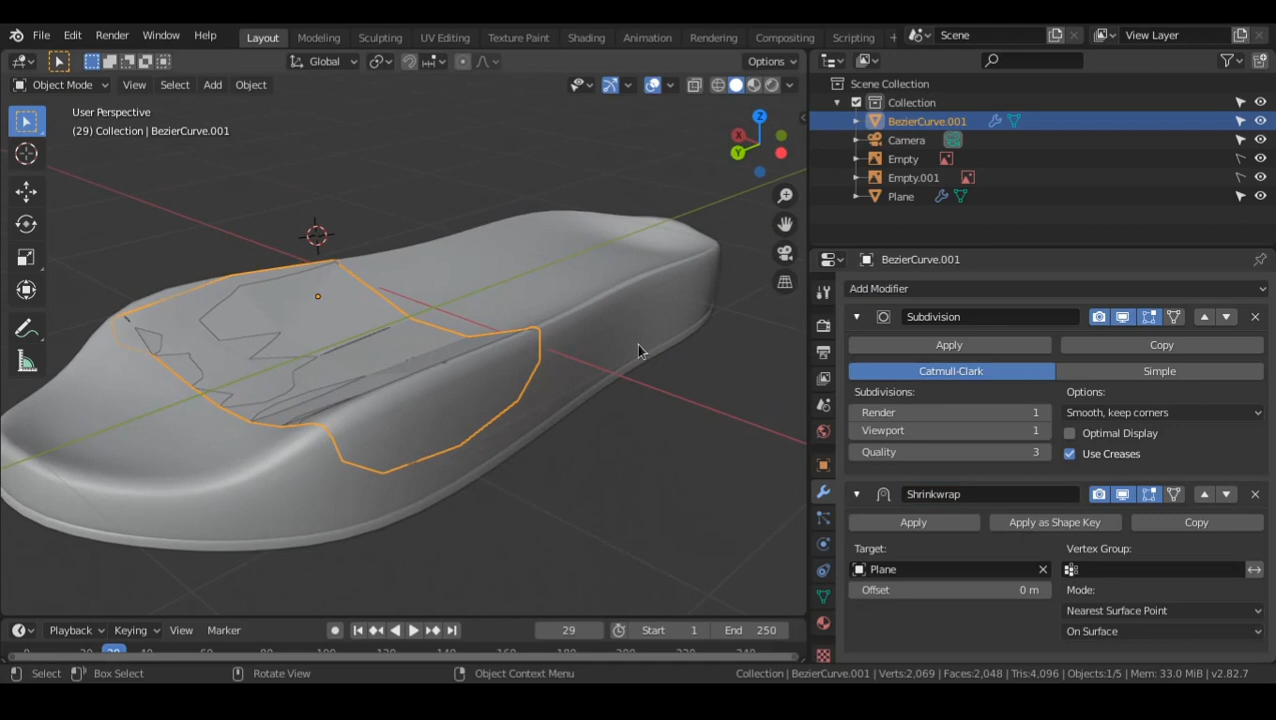 File Edit Render Window Help Layout Modeling Sculpting UV Editing Texture Paint Shading Animation Rendering Compositing Scripting + Scene View Layer
Global Options
Object Mode View Select Add Object
User Perspective
(29) Collection | BezierCurve.001
Z
X
Y
Scene Collection
Collection
BezierCurve.001
Camera
Empty
Empty.001
Plane
BezierCurve.001
Add Modifier
Subdivision
Apply Copy
Catmull-Clark Simple
Subdivisions: Options:
Render 1 Smooth, keep corners
Viewport 1 Optimal Display
Quality 3 Use Creases
Shrinkwrap
Apply Apply as Shape Key Copy
Target: Vertex Group:
Plane
Offset 0 m Mode:
Nearest Surface Point
On Surface
Playback Keying View Marker 29 Start 1 End 250
Select Box Select Rotate View Object Context Menu Collection | BezierCurve.001 | Verts:2,069 | Faces:2,048 | Tris:4,096 | Objects:1/5 | Mem: 33.0 MiB | v2.82.7